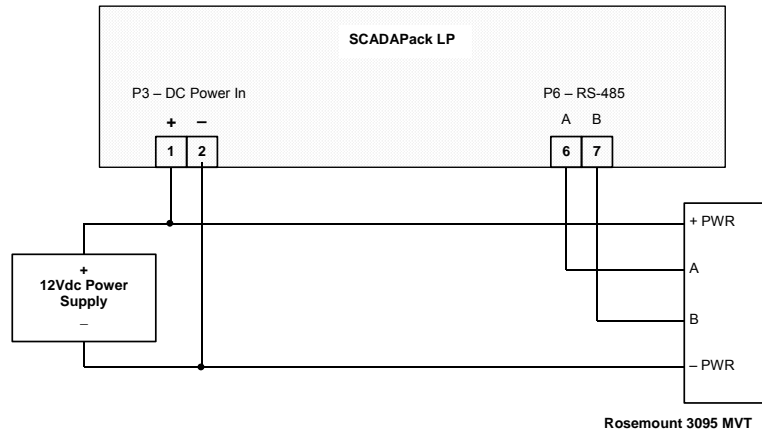 SCADAPack LP
P3 – DC Power In
P6 – RS-485
+ –
A B
1 2
6 7
+ PWR
+
12Vdc Power
Supply
–
A
B
– PWR
Rosemount 3095 MVT